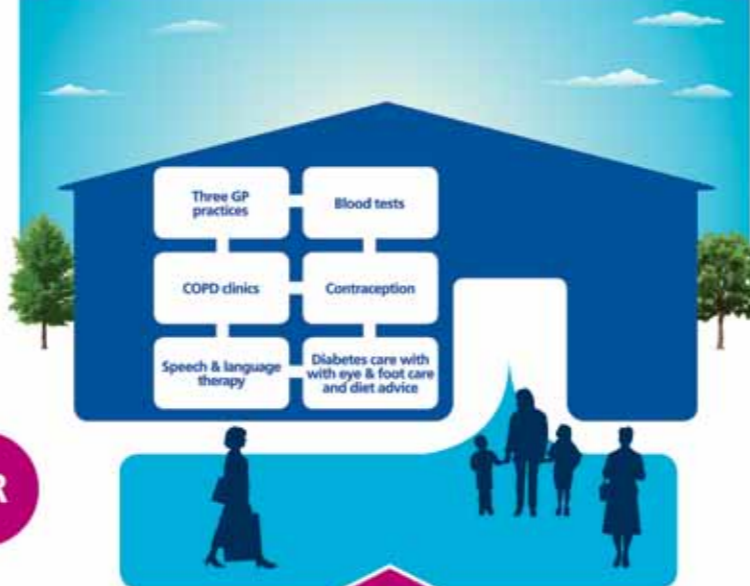 Three GP
practices
Blood tests
COPD clinics
Contraception
Speech & language
therapy
Diabetes care with
with eye & foot care
and diet advice
R